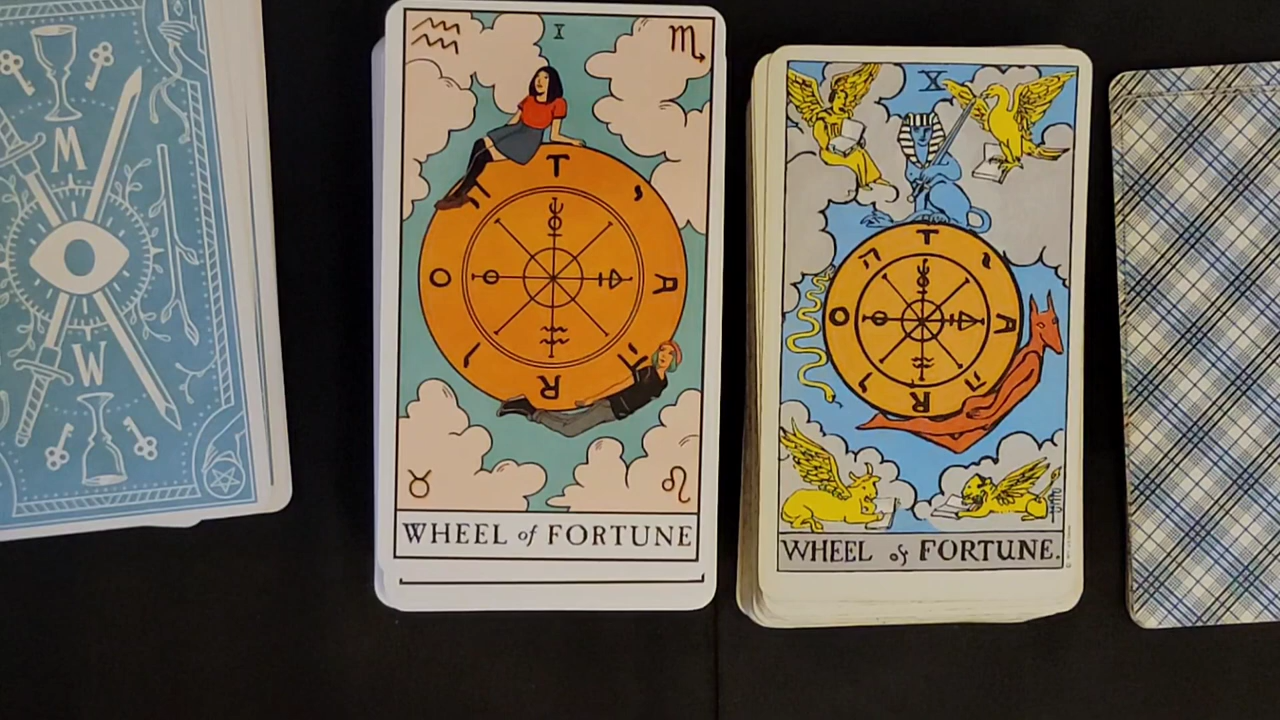 M
W
X
T
ה
י
O
A
ו
ה
R
WHEEL of FORTUNE
X
T
ה
י
O
A
ו
ה
R
WHEEL of FORTUNE.